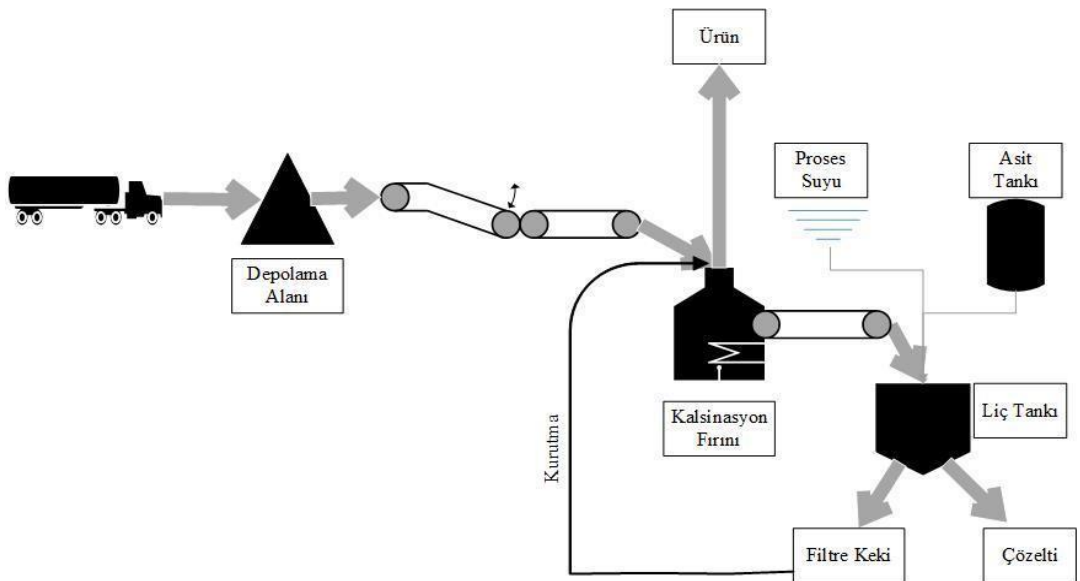 Ürün
Proses
Suyu
Asit
Tankı
Depolama
Alanı
Kalsinasyon
Fırını
Liç Tankı
Kurutma
Filtre Keki
Çözelti